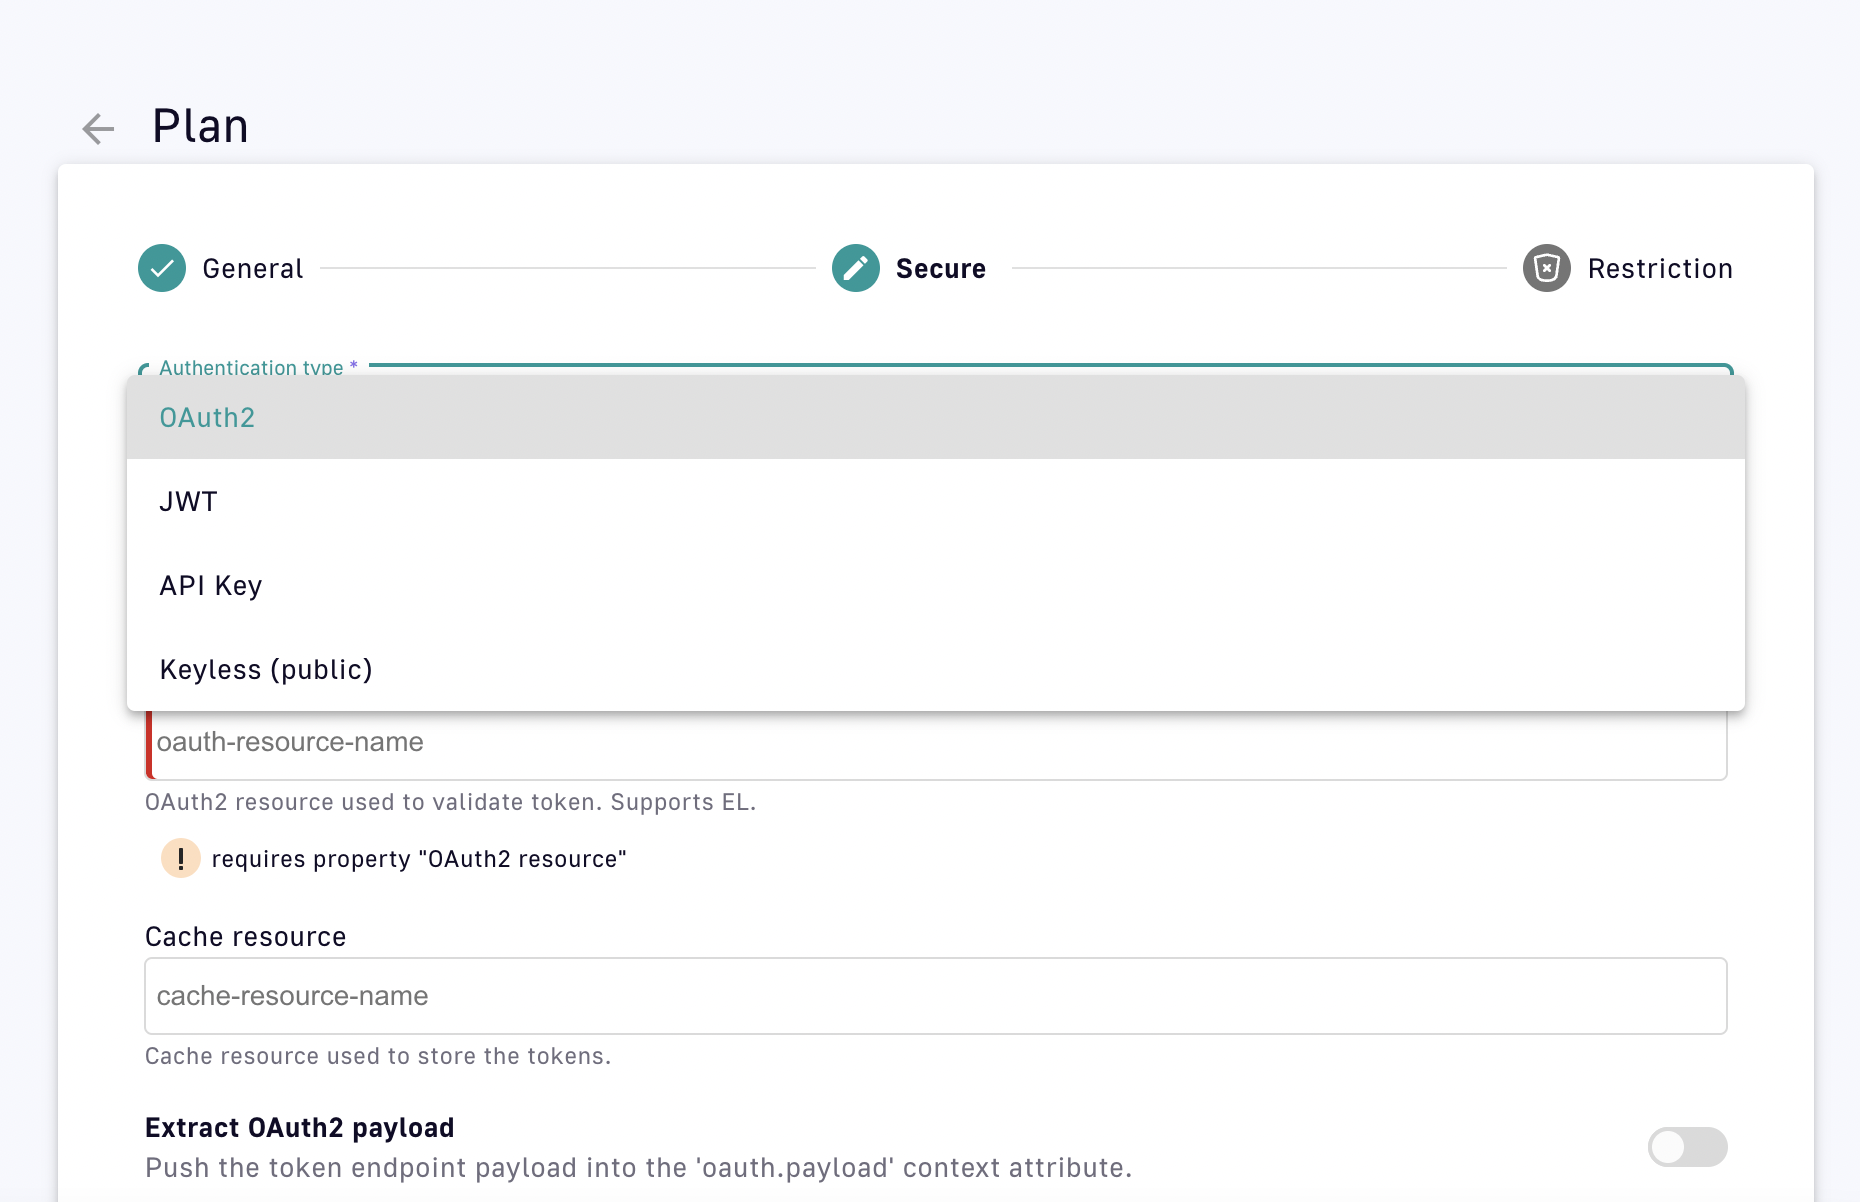 Plan
General
Secure
Restriction
Authentication type *
OAuth2
JWT
API Key
Keyless (public)
oauth-resource-name
OAuth2 resource used to validate token. Supports EL.
! requires property "OAuth2 resource"
Cache resource
cache-resource-name
Cache resource used to store the tokens.
Extract OAuth2 payload
Push the token endpoint payload into the 'oauth.payload' context attribute.